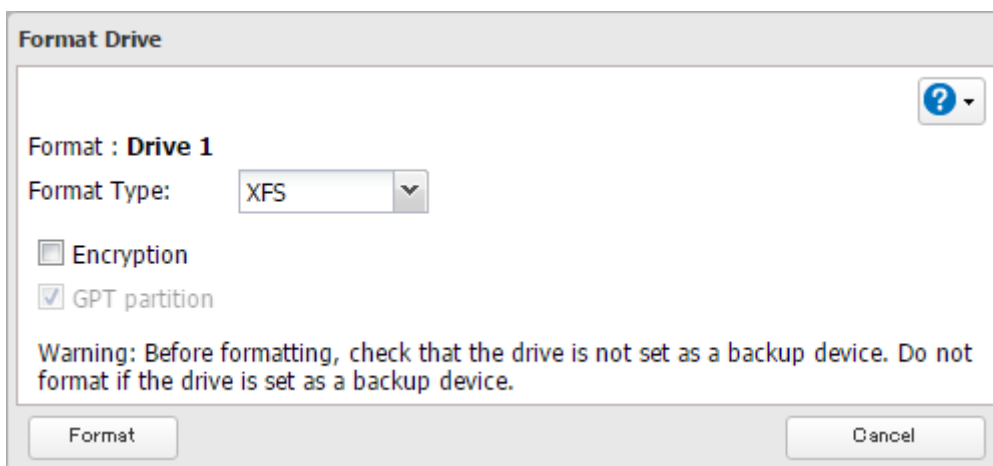 Format Drive
?
Format : Drive 1
Format Type: XFS
Encryption
GPT partition
Warning: Before formatting, check that the drive is not set as a backup device. Do not
format if the drive is set as a backup device.
Format Cancel